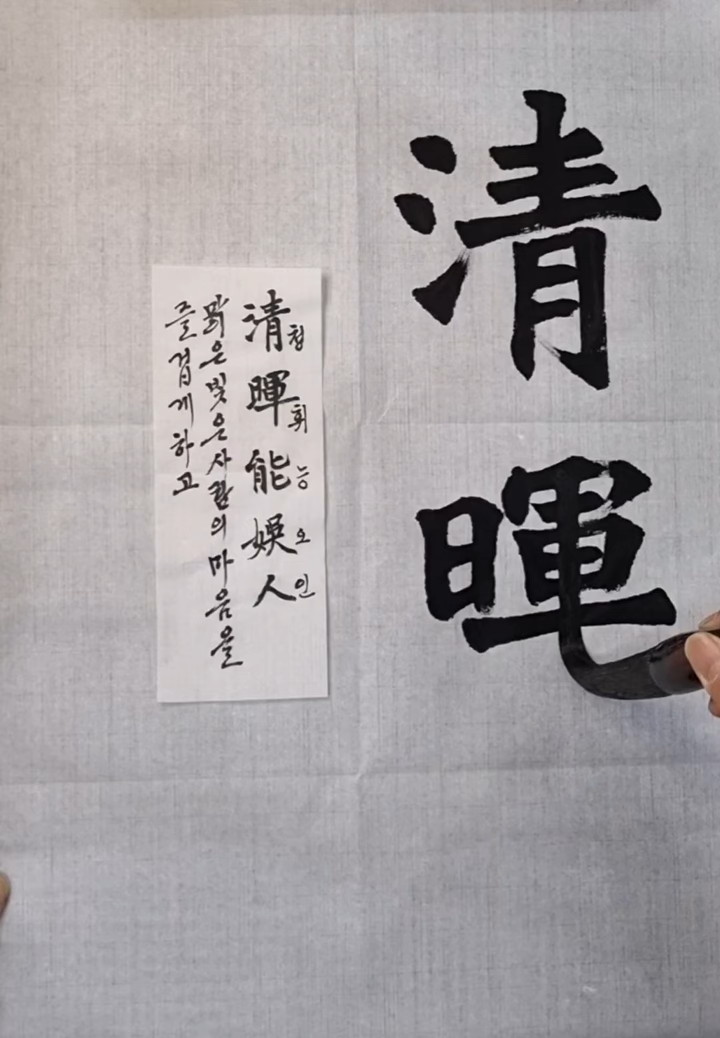 清暉
清暉能娛人
청휘능오인
맑은빛은사람의마음을
즐겁게하고